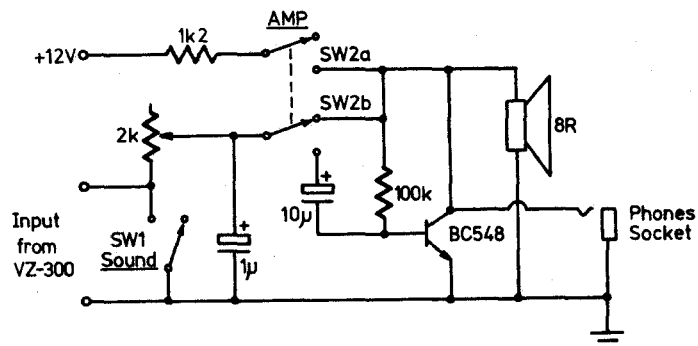 AMP
1k2
+12V
SW2a
SW2b
2k
8R
+
100k
10µ
Input
from
VZ-300
SW1
Sound
+
1µ
BC548
Phones
Socket